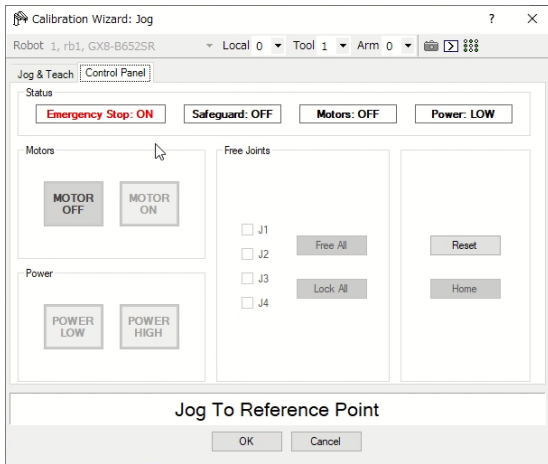 Calibration Wizard: Jog ? ×
Robot 1, rb1, GX8-B652SR Local 0 Tool 1 Arm 0
Jog & Teach Control Panel
Status
Emergency Stop: ON Safeguard: OFF Motors: OFF Power: LOW
Motors
MOTOR OFF
MOTOR ON
Free Joints
J1
J2
J3
J4
Free All
Lock All
Reset
Home
Power
POWER LOW
POWER HIGH
Jog To Reference Point
OK Cancel